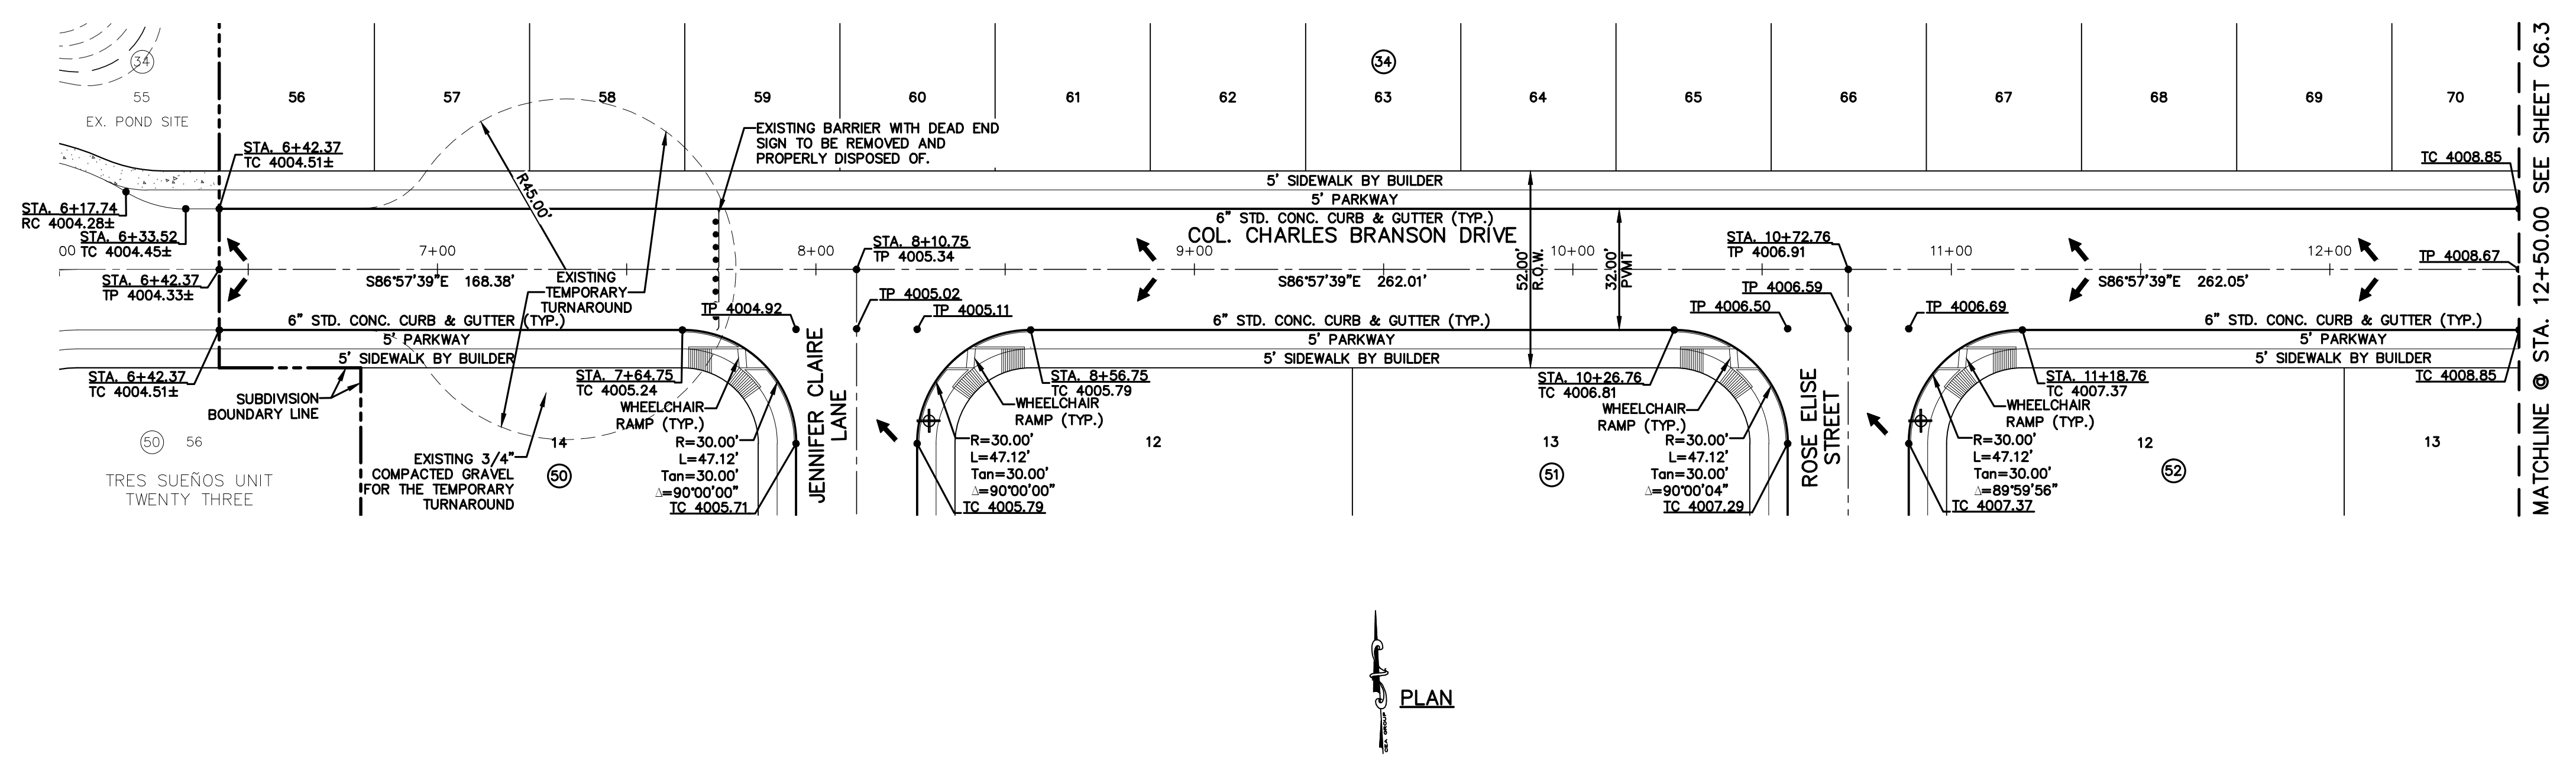 34
55
EX. POND SITE
56
57
58
59
60
61
62
34
63
64
65
66
67
68
69
70
MATCHLINE @ STA. 12+50.00 SEE SHEET C6.3
STA. 6+42.37
TC 4004.51±
EXISTING BARRIER WITH DEAD END
SIGN TO BE REMOVED AND
PROPERLY DISPOSED OF.
TC 4008.85
R45.00'
5' SIDEWALK BY BUILDER
5' PARKWAY
6" STD. CONC. CURB & GUTTER (TYP.)
COL. CHARLES BRANSON DRIVE
STA. 6+17.74
RC 4004.28±
STA. 6+33.52
TC 4004.45±
00
7+00
8+00
9+00
10+00
11+00
12+00
STA. 8+10.75
TP 4005.34
STA. 10+72.76
TP 4006.91
TP 4008.67
STA. 6+42.37
TP 4004.33±
S86°57'39"E 168.38'
EXISTING
TEMPORARY
TURNAROUND
S86°57'39"E 262.01'
52.00'
R.O.W.
32.00'
PVMT
S86°57'39"E 262.05'
TP 4004.92
TP 4005.02
TP 4005.11
TP 4006.50
TP 4006.59
TP 4006.69
6" STD. CONC. CURB & GUTTER (TYP.)
5' PARKWAY
5' SIDEWALK BY BUILDER
6" STD. CONC. CURB & GUTTER (TYP.)
5' PARKWAY
5' SIDEWALK BY BUILDER
6" STD. CONC. CURB & GUTTER (TYP.)
5' PARKWAY
5' SIDEWALK BY BUILDER
STA. 6+42.37
TC 4004.51±
SUBDIVISION
BOUNDARY LINE
STA. 7+64.75
TC 4005.24
WHEELCHAIR
RAMP (TYP.)
JENNIFER CLAIRE
LANE
STA. 8+56.75
TC 4005.79
WHEELCHAIR
RAMP (TYP.)
STA. 10+26.76
TC 4006.81
WHEELCHAIR
RAMP (TYP.)
ROSE ELISE
STREET
STA. 11+18.76
TC 4007.37
WHEELCHAIR
RAMP (TYP.)
TC 4008.85
50
56
TRES SUEÑOS UNIT
TWENTY THREE
EXISTING 3/4"
COMPACTED GRAVEL
FOR THE TEMPORARY
TURNAROUND
14
50
R=30.00'
L=47.12'
Tan=30.00'
Δ=90°00'00"
TC 4005.71
R=30.00'
L=47.12'
Tan=30.00'
Δ=90°00'00"
TC 4005.79
12
13
51
R=30.00'
L=47.12'
Tan=30.00'
Δ=90°00'04"
TC 4007.29
R=30.00'
L=47.12'
Tan=30.00'
Δ=89°59'56"
TC 4007.37
12
52
13
PLAN
CEA GROUP